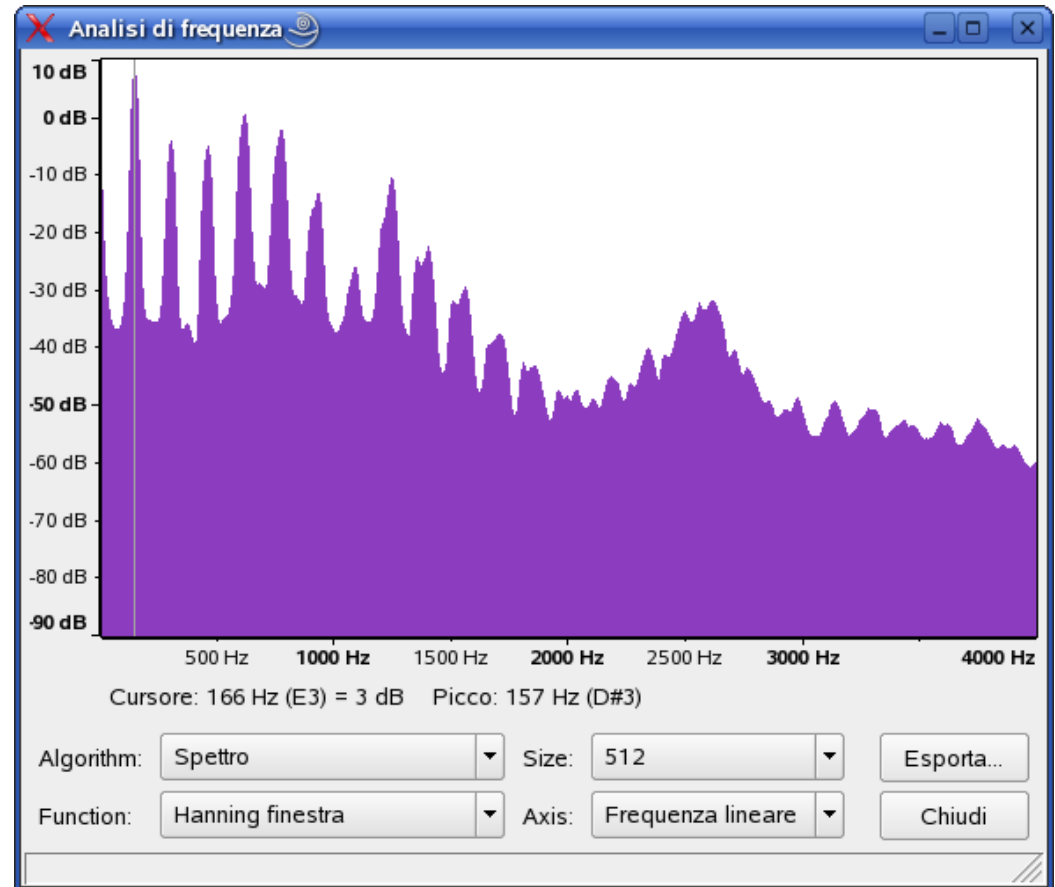 Analisi di frequenza
10 dB
0 dB
-10 dB
-20 dB
-30 dB
-40 dB
-50 dB
-60 dB
-70 dB
-80 dB
-90 dB
500 Hz 1000 Hz 1500 Hz 2000 Hz 2500 Hz 3000 Hz 4000 Hz
Cursore: 166 Hz (E3) = 3 dB Picco: 157 Hz (D#3)
Algorithm: Spettro Size: 512 Esporta...
Function: Hanning finestra Axis: Frequenza lineare Chiudi